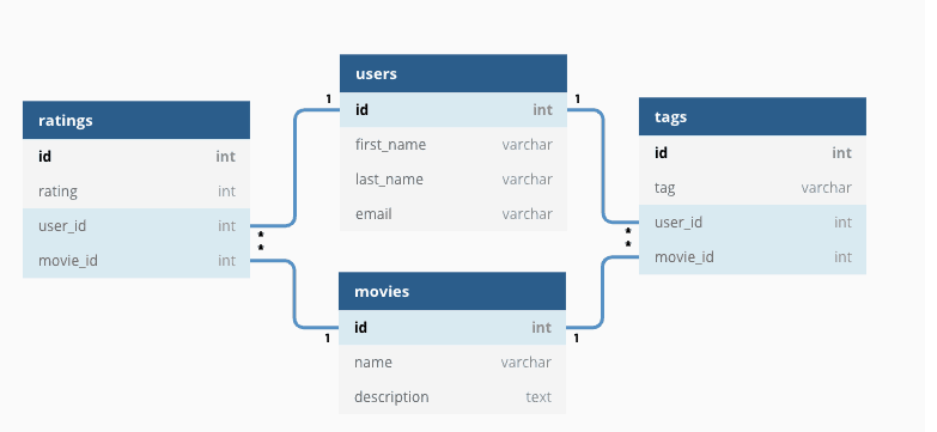 users
1
id int
1
first_name varchar
last_name varchar
email varchar
ratings
id int
rating int
user_id int
*
*
movie_id int
tags
id int
tag varchar
user_id int
*
*
movie_id int
movies
id int
1
1
name varchar
description text